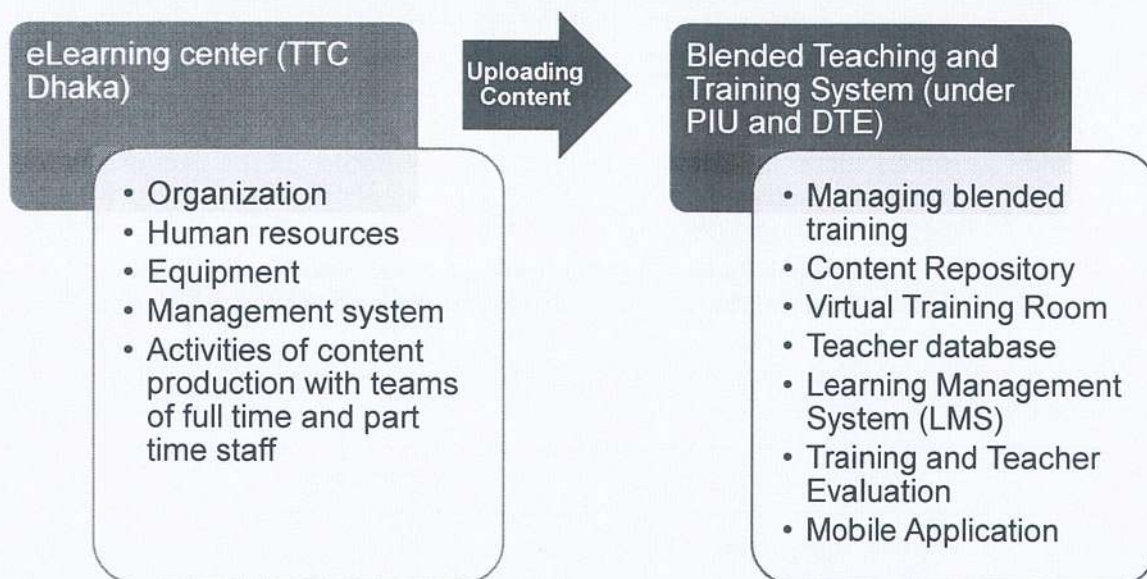 eLearning center (TTC
Dhaka)
• Organization
• Human resources
• Equipment
• Management system
• Activities of content
production with teams
of full time and part
time staff
Uploading
Content
Blended Teaching and
Training System (under
PIU and DTE)
• Managing blended
training
• Content Repository
• Virtual Training Room
• Teacher database
• Learning Management
System (LMS)
• Training and Teacher
Evaluation
• Mobile Application